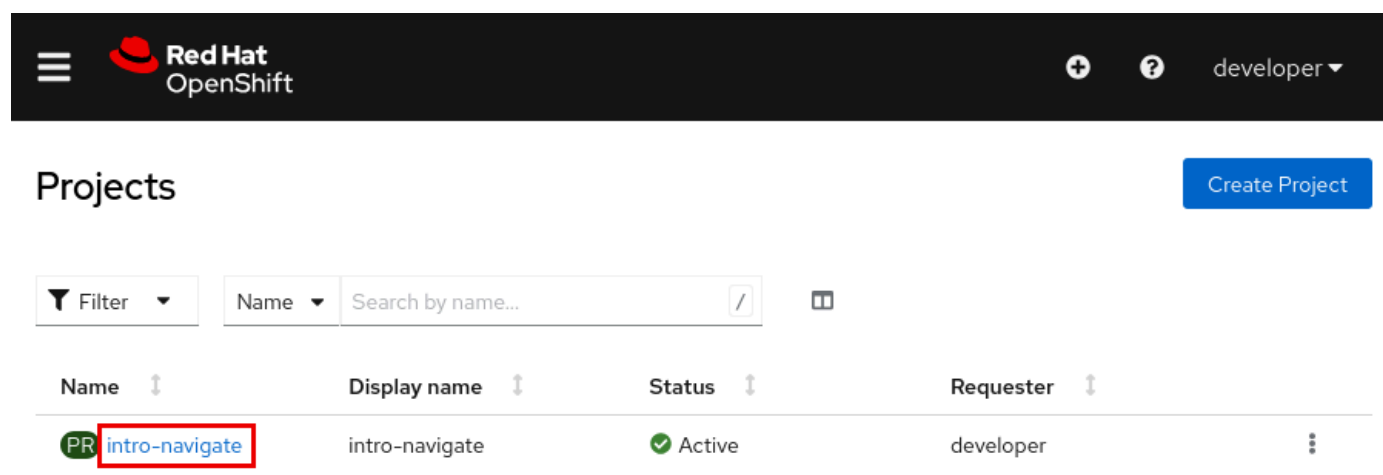 Red Hat
OpenShift
developer
Projects
Create Project
Filter
Name
Search by name...
/
Name Display name Status Requester
PR intro-navigate intro-navigate Active developer